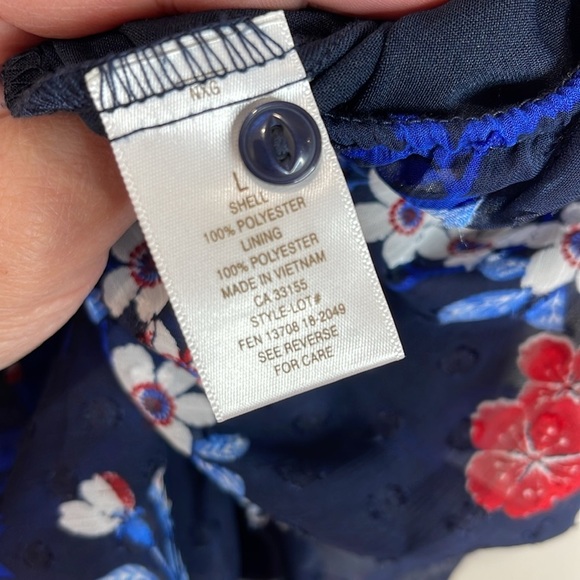 NXG
L
SHELL
100% POLYESTER
LINING
100% POLYESTER
MADE IN VIETNAM
CA 33155
STYLE-LOT#
FEN 13708 18-2049
SEE REVERSE
FOR CARE